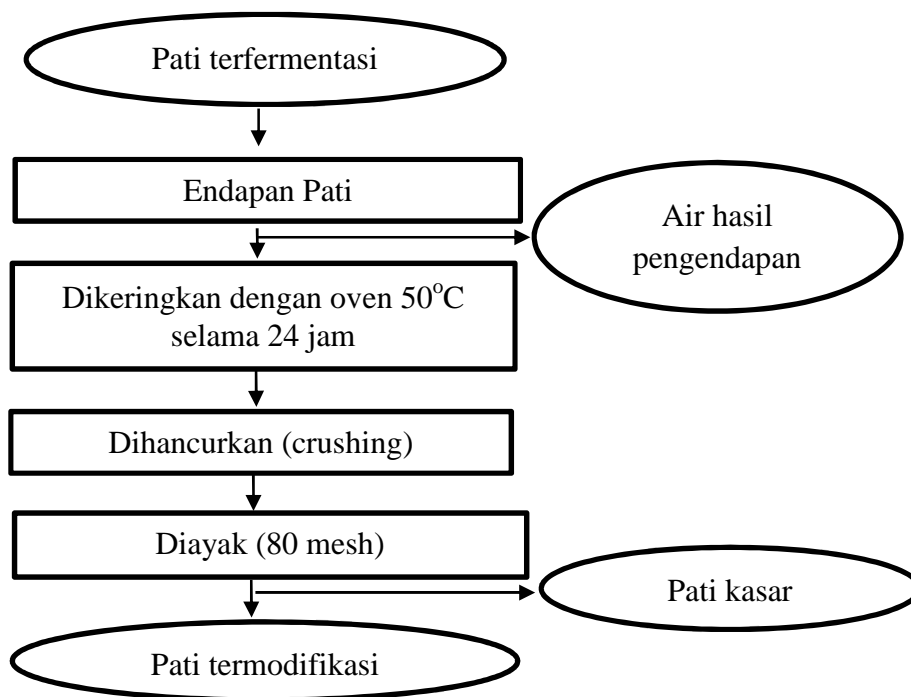 Pati terfermentasi
Endapan Pati
Air hasil
pengendapan
Dikeringkan dengan oven 50°C
selama 24 jam
Dihancurkan (crushing)
Diayak (80 mesh)
Pati kasar
Pati termodifikasi